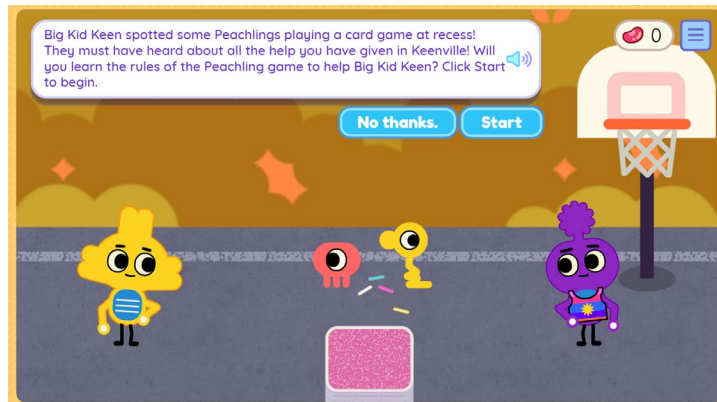 Big Kid Keen spotted some Peachlings playing a card game at recess!
They must have heard about all the help you have given in Keenville! Will
you learn the rules of the Peachling game to help Big Kid Keen? Click Start
to begin.
0
No thanks.
Start